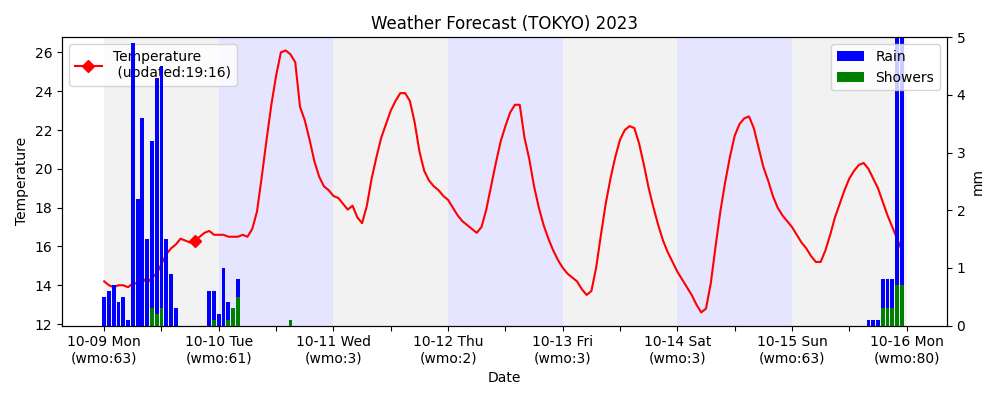 Weather Forecast (TOKYO) 2023
Temperature
(updated:19:16)
Rain
Showers
Temperature
26
24
22
20
18
16
14
12
5
4
3
2
1
0
mm
10-09 Mon
(wmo:63)
10-10 Tue
(wmo:61)
10-11 Wed
(wmo:3)
10-12 Thu
(wmo:2)
10-13 Fri
(wmo:3)
10-14 Sat
(wmo:3)
10-15 Sun
(wmo:63)
10-16 Mon
(wmo:80)
Date